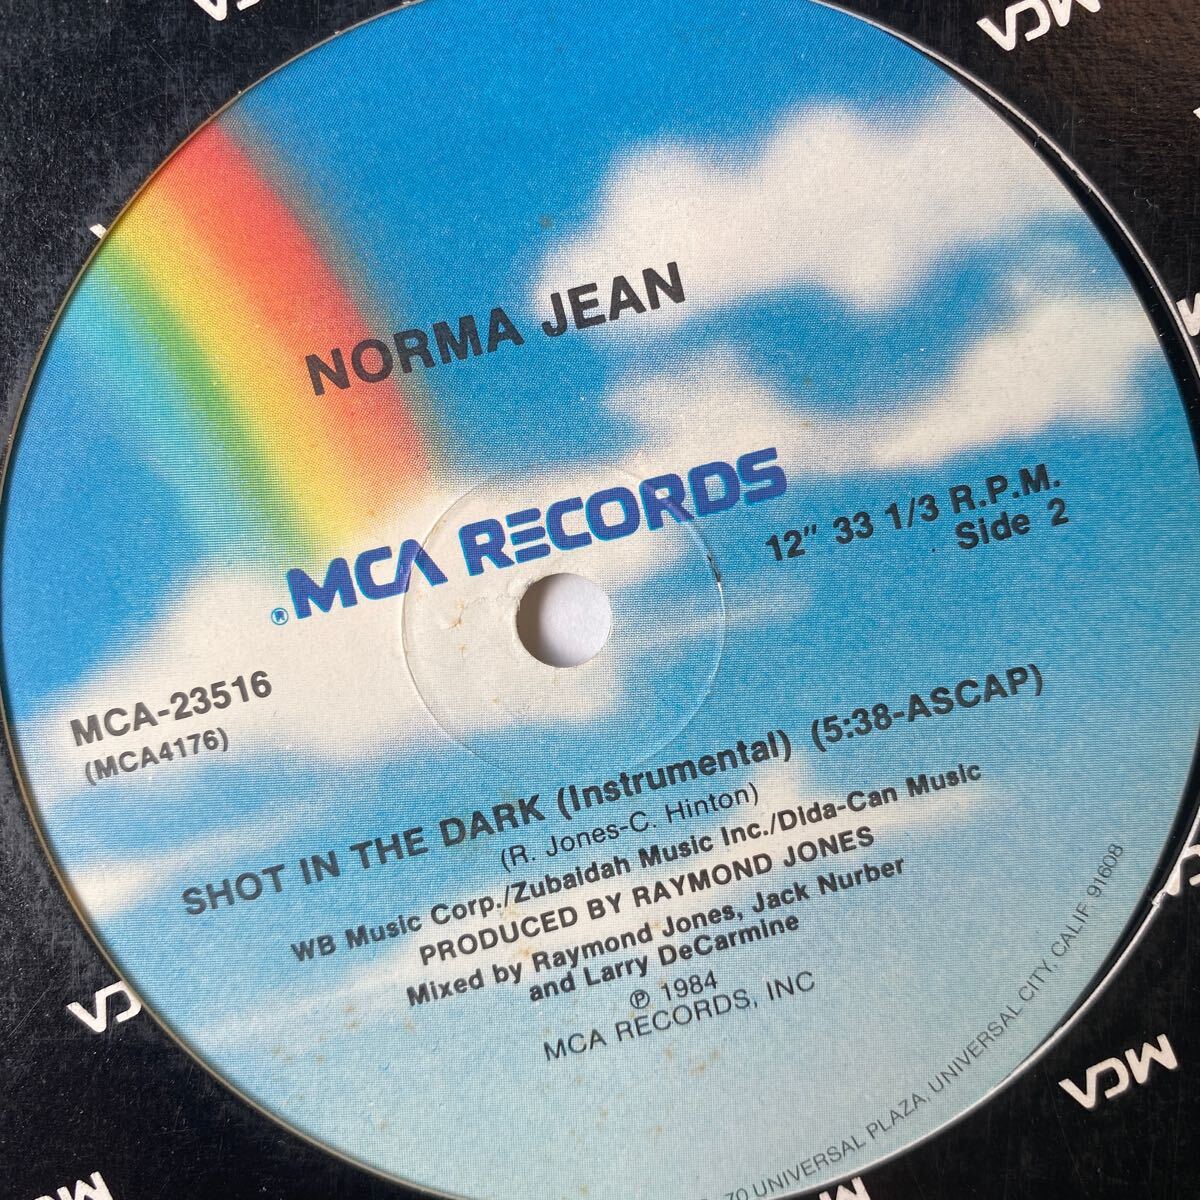 NORMA JEAN
MCA RECORDS
®
12" 33 1/3 R.P.M.
Side 2
MCA-23516
(MCA4176)
SHOT IN THE DARK (Instrumental) (5:38-ASCAP)
(R. Jones-C. Hinton)
WB Music Corp./Zubaidah Music Inc./Dida-Can Music
PRODUCED BY RAYMOND JONES
Mixed by Raymond Jones, Jack Nurber
and Larry DeCarmine
℗ 1984
MCA RECORDS, INC
70 UNIVERSAL PLAZA, UNIVERSAL CITY, CALIF. 91608
MCA
MCA